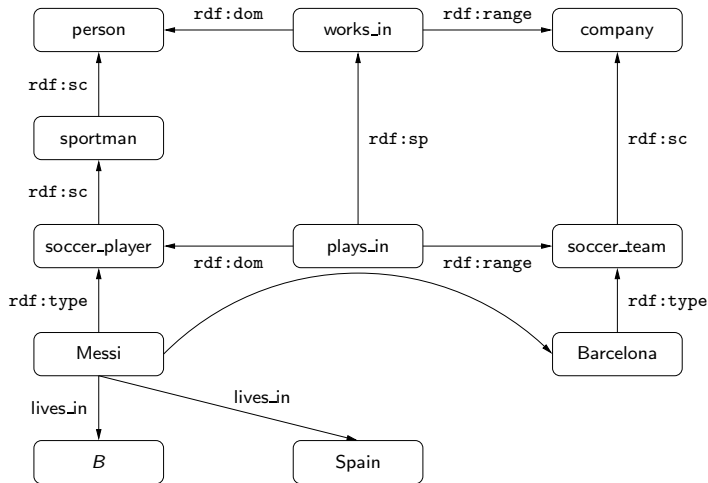 person
rdf:dom
works_in
rdf:range
company
rdf:sc
sportman
rdf:sp
rdf:sc
rdf:sc
soccer_player
rdf:dom
plays_in
rdf:range
soccer_team
rdf:type
rdf:type
Messi
Barcelona
lives_in
lives_in
B
Spain